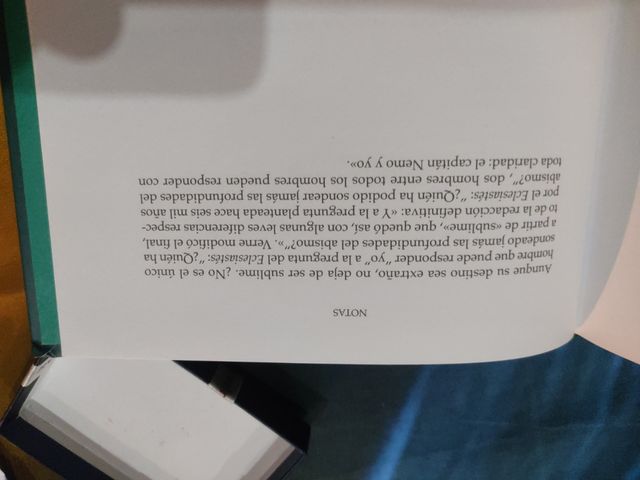 NOTAS
Aunque su destino sea extraño, no deja de ser sublime. ¿No es el único
hombre que puede responder "yo" a la pregunta del Eclesiastés: "¿Quién ha
sondeado jamás las profundidades del abismo?"». Verne modificó el final,
a partir de «sublime», que quedó así, con algunas leves diferencias respec-
to de la redacción definitiva: «Y a la pregunta planteada hace seis mil años
por el Eclesiastés: "¿Quién ha podido sondear jamás las profundidades del
abismo?", dos hombres entre todos los hombres pueden responder con
toda claridad: el capitán Nemo y yo».